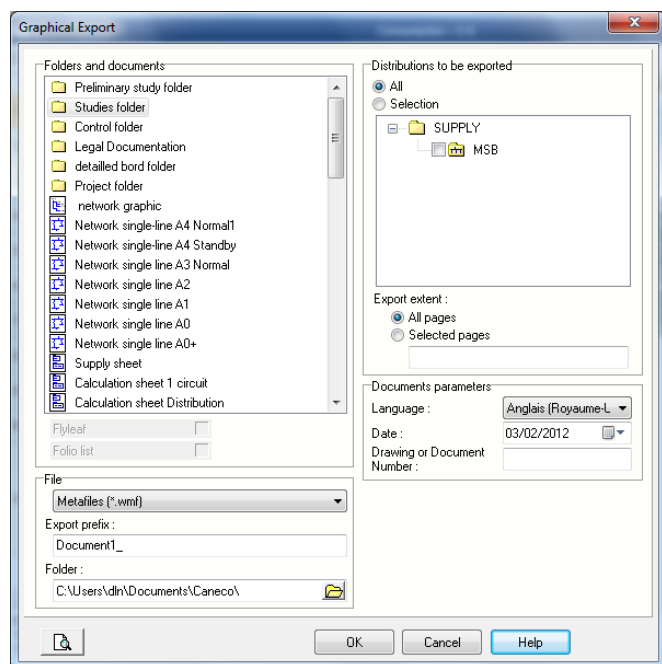 Graphical Export
Folders and documents
Preliminary study folder
Studies folder
Control folder
Legal Documentation
detailled bord folder
Project folder
network graphic
Network single-line A4 Normal1
Network single-line A4 Standby
Network single-line A3 Normal
Network single line A2
Network single line A1
Network single line A0
Network single line A0+
Supply sheet
Calculation sheet 1 circuit
Calculation sheet Distribution
Flyleaf
Folio list
File
Metafiles (*.wmf)
Export prefix :
Document1_
Folder :
C:\Users\dln\Documents\Caneco\
Distributions to be exported
All
Selection
SUPPLY
MSB
Export extent :
All pages
Selected pages
Documents parameters
Language :
Anglais (Royaume-L
Date :
03/02/2012
Drawing or Document
Number :
OK
Cancel
Help